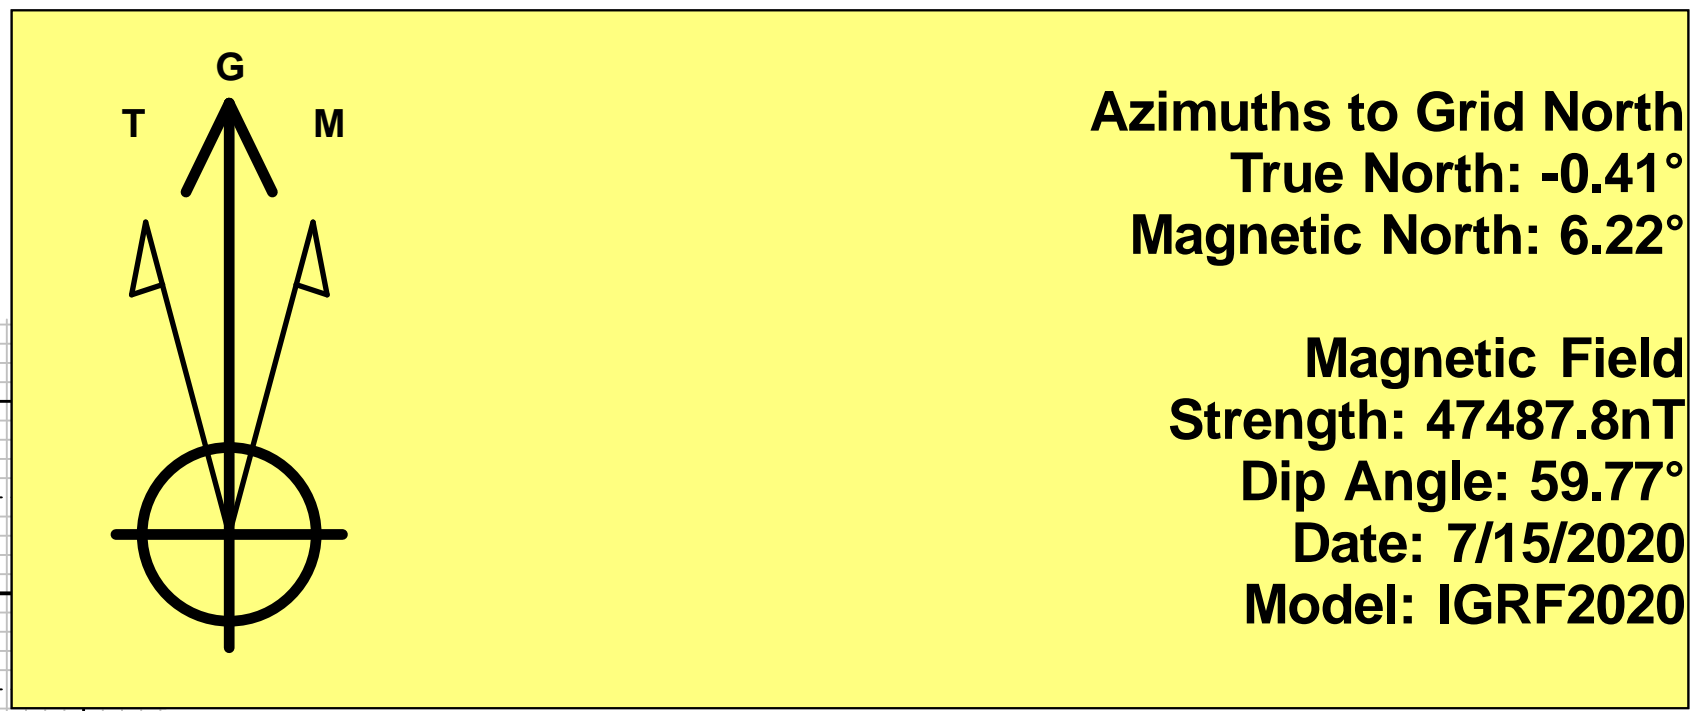 G
T M
Azimuths to Grid North
True North: -0.41°
Magnetic North: 6.22°
Magnetic Field
Strength: 47487.8nT
Dip Angle: 59.77°
Date: 7/15/2020
Model: IGRF2020